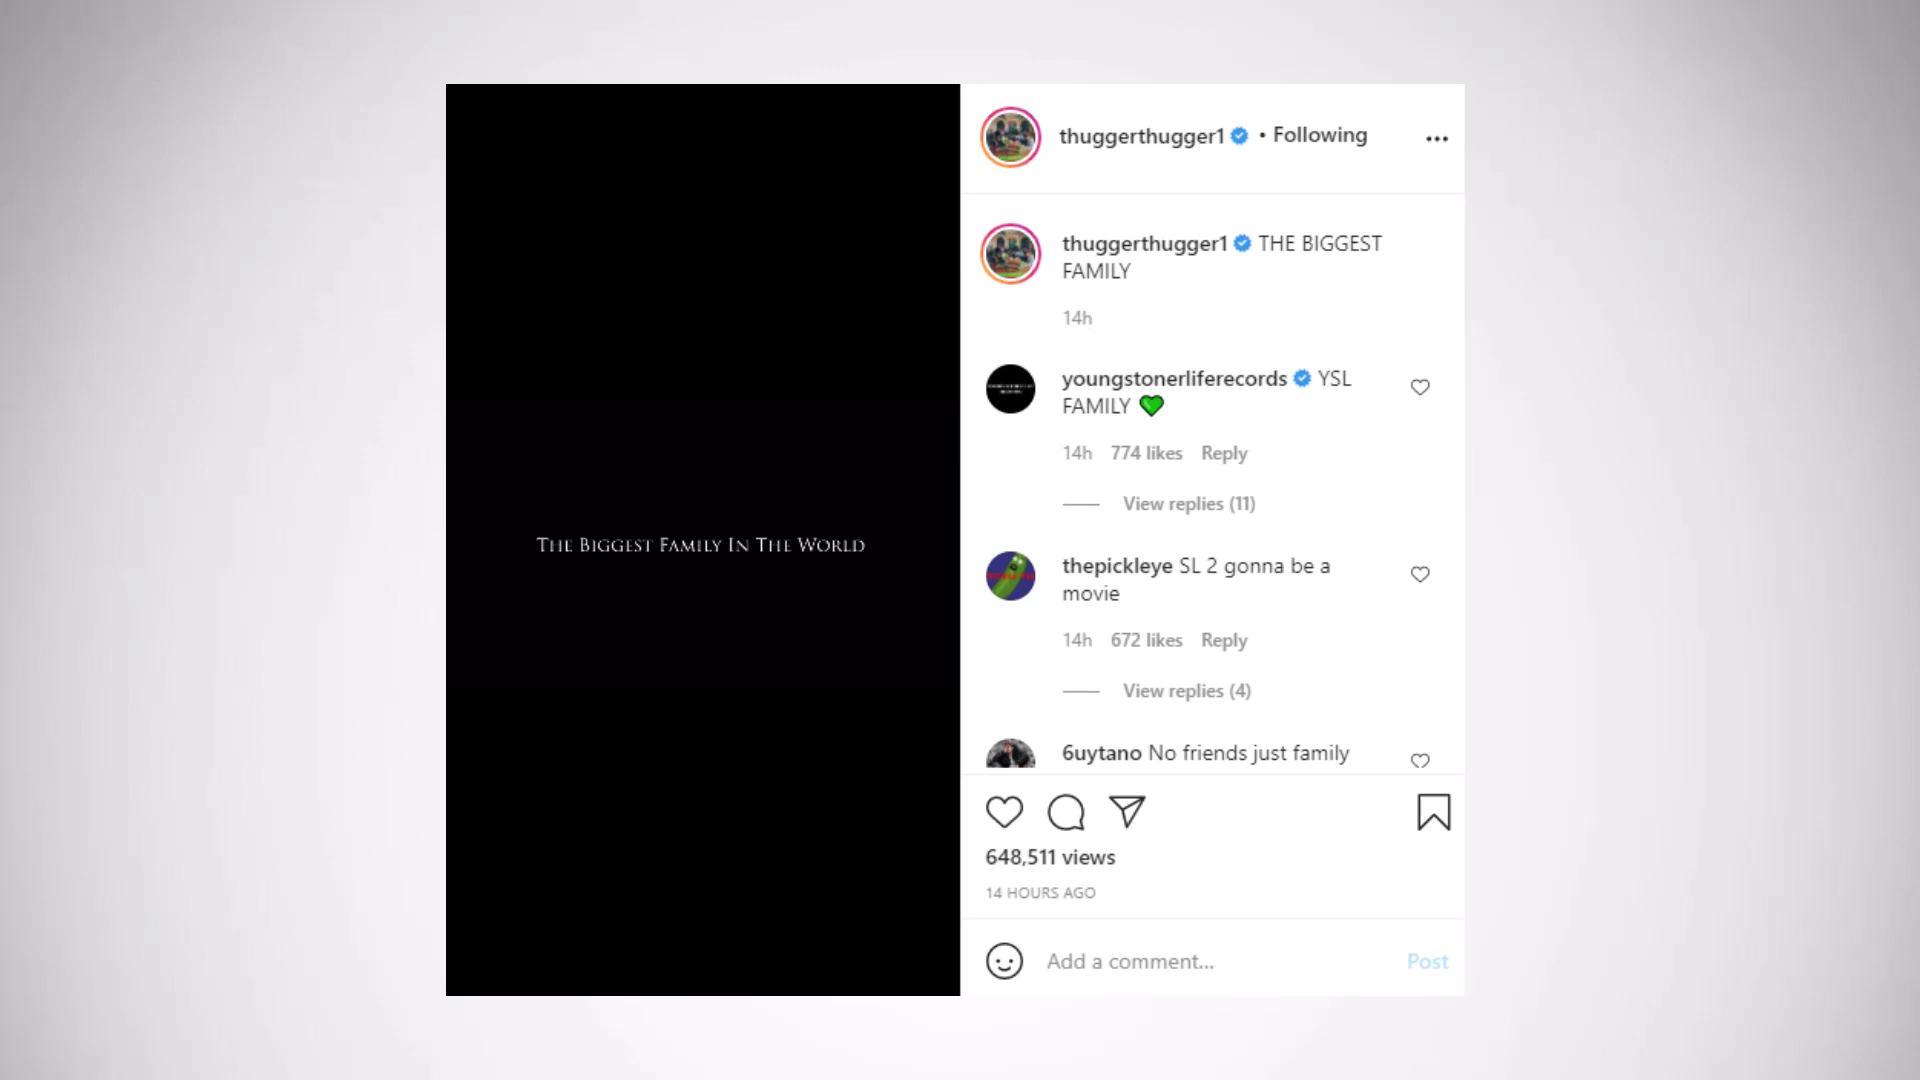 The Biggest Family In The World
thuggerthugger1 • Following
thuggerthugger1 THE BIGGEST
FAMILY
14h
youngstonerliferecords YSL
FAMILY 💚
14h 774 likes Reply
View replies (11)
thepickleye SL 2 gonna be a
movie
14h 672 likes Reply
View replies (4)
6uytano No friends just family
648,511 views
14 HOURS AGO
Add a comment...
Post